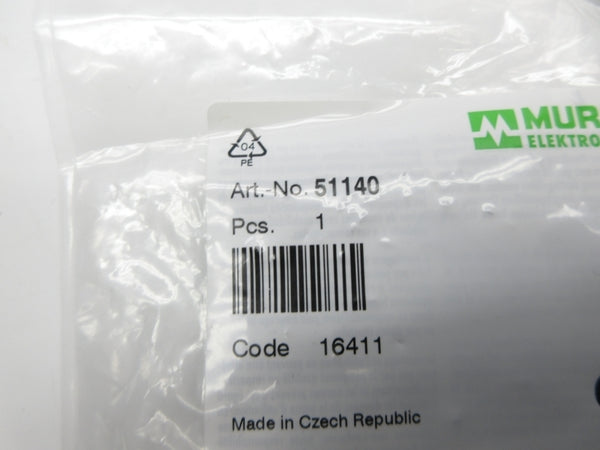 MUR
ELEKTRO
04
PE
Art.-No. 51140
Pcs. 1
Code 16411
Made in Czech Republic